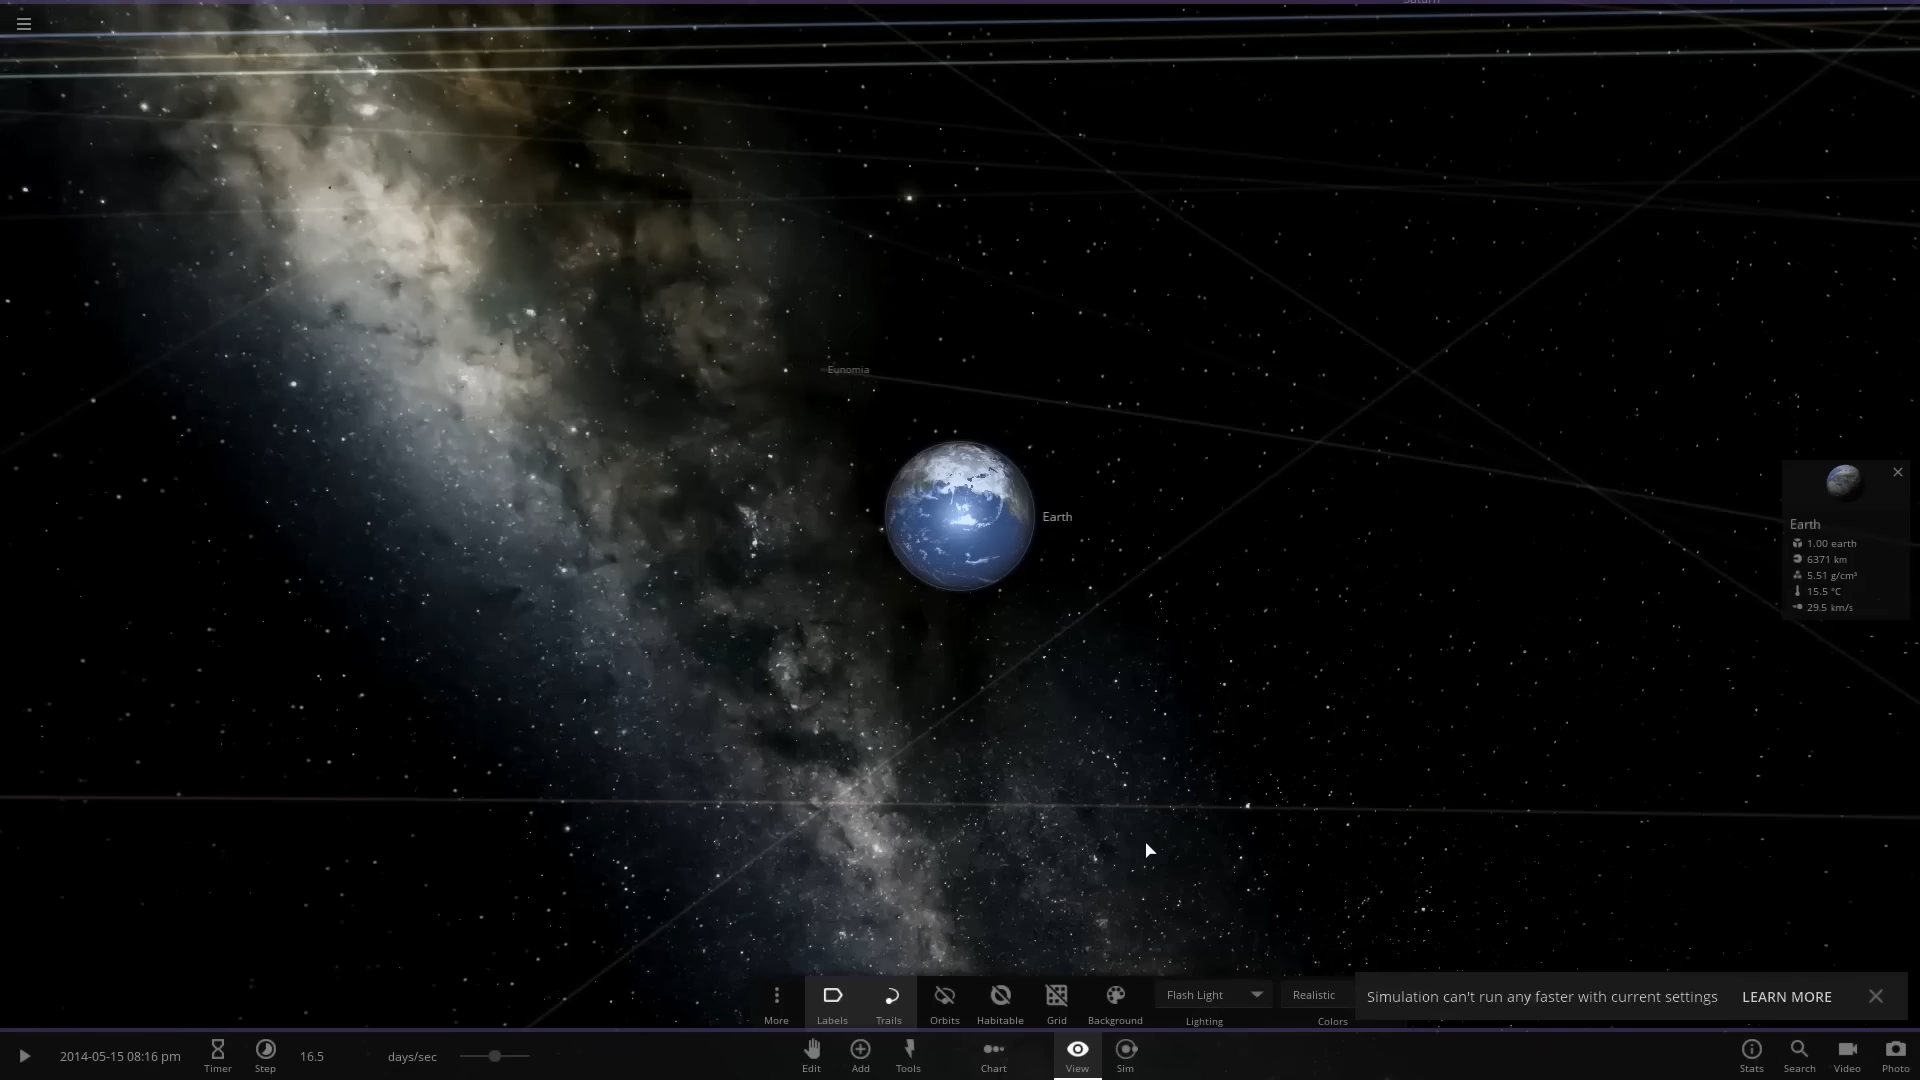 Saturn
Eunomia
Earth
Earth
1.00 earth
6371 km
5.51 g/cm³
15.5 °C
29.5 km/s
Flash Light
Realistic
Simulation can't run any faster with current settings
LEARN MORE
More
Labels
Trails
Orbits
Habitable
Grid
Background
Lighting
Colors
2014-05-15 08:16 pm
Timer
Step
16.5
days/sec
Edit
Add
Tools
Chart
View
Sim
Stats
Search
Video
Photo